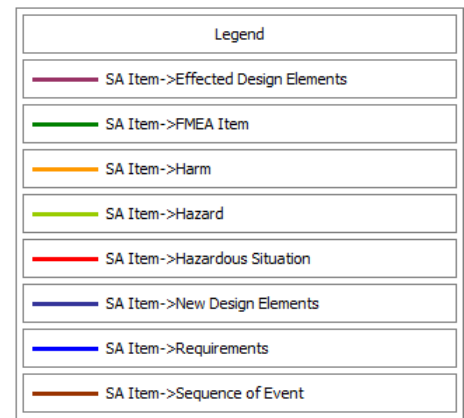 Legend
SA Item->Effected Design Elements
SA Item->FMEA Item
SA Item->Harm
SA Item->Hazard
SA Item->Hazardous Situation
SA Item->New Design Elements
SA Item->Requirements
SA Item->Sequence of Event